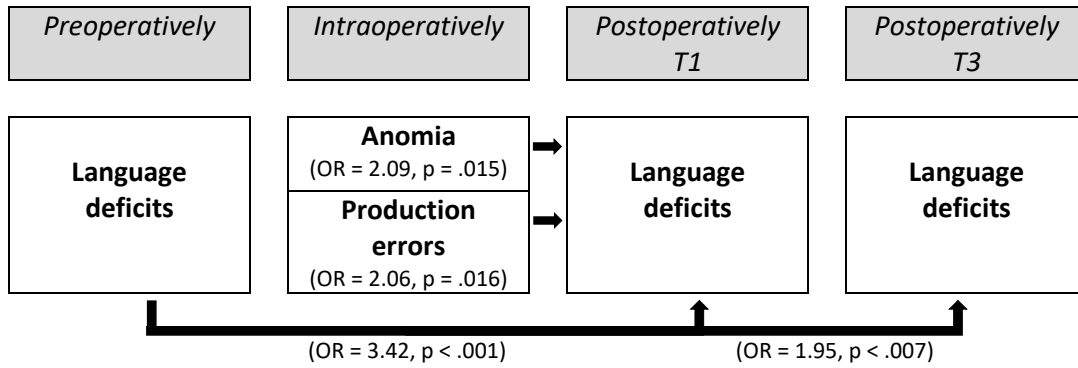 Preoperatively
Intraoperatively
Postoperatively
T1
Postoperatively
T3
Language
deficits
Anomia
(OR = 2.09, p = .015)
Production
errors
(OR = 2.06, p = .016)
Language
deficits
Language
deficits
(OR = 3.42, p < .001)
(OR = 1.95, p < .007)